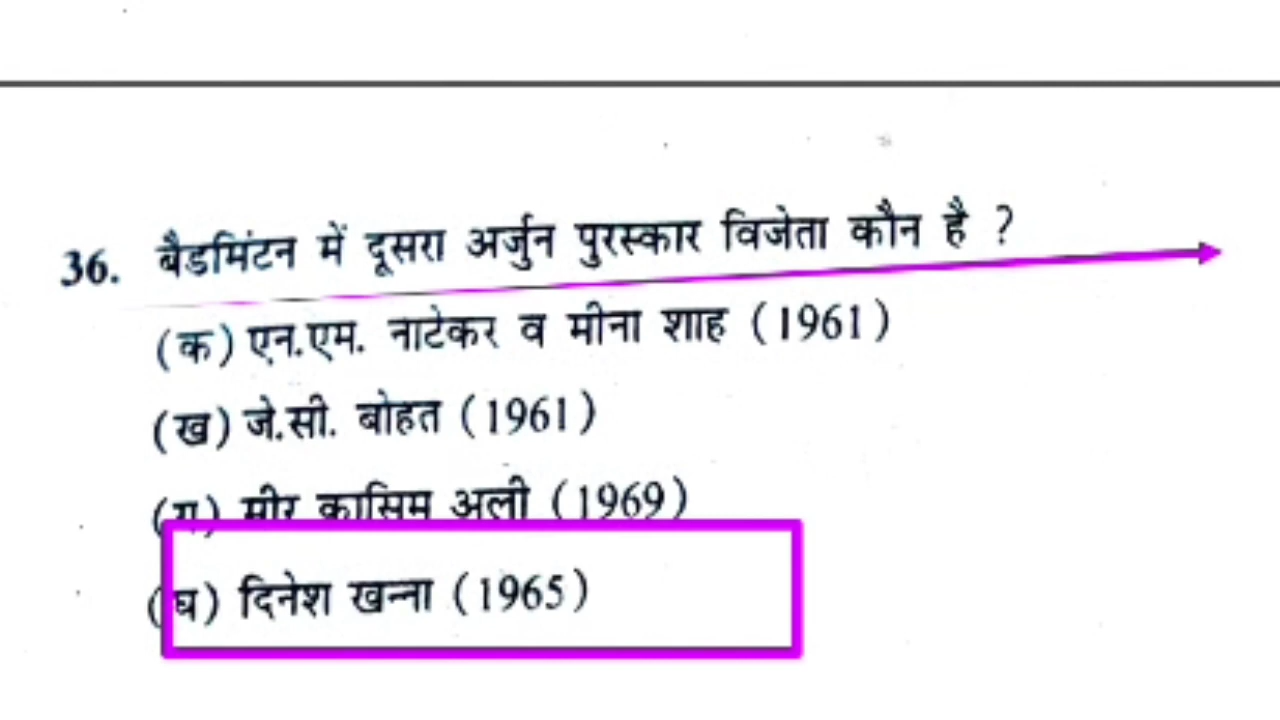 36. बैडमिंटन में दूसरा अर्जुन पुरस्कार विजेता कौन है ?
(क) एन.एम. नाटेकर व मीना शाह (1961)
(ख) जे.सी. बोहत (1961)
(ग) मीर कासिम अली (1969)
(घ) दिनेश खन्ना (1965)